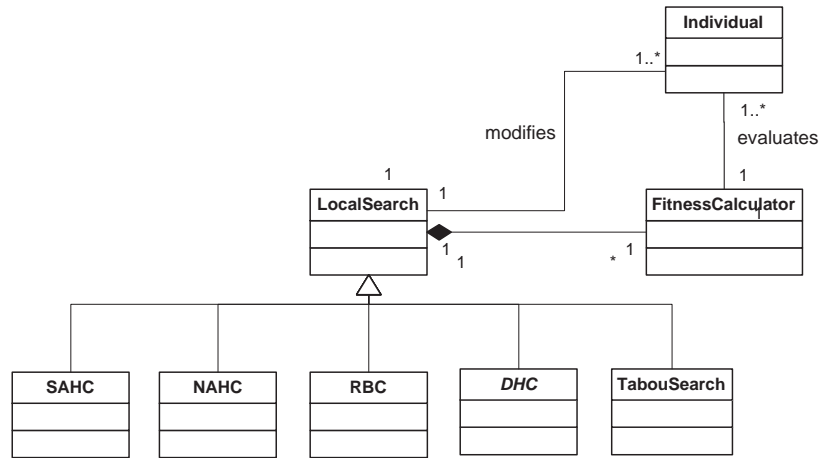 Individual
1..*
1..*
modifies
evaluates
1
1
1
LocalSearch
FitnessCalculator
1
1
1
1
*
SAHC
NAHC
RBC
DHC
TabouSearch